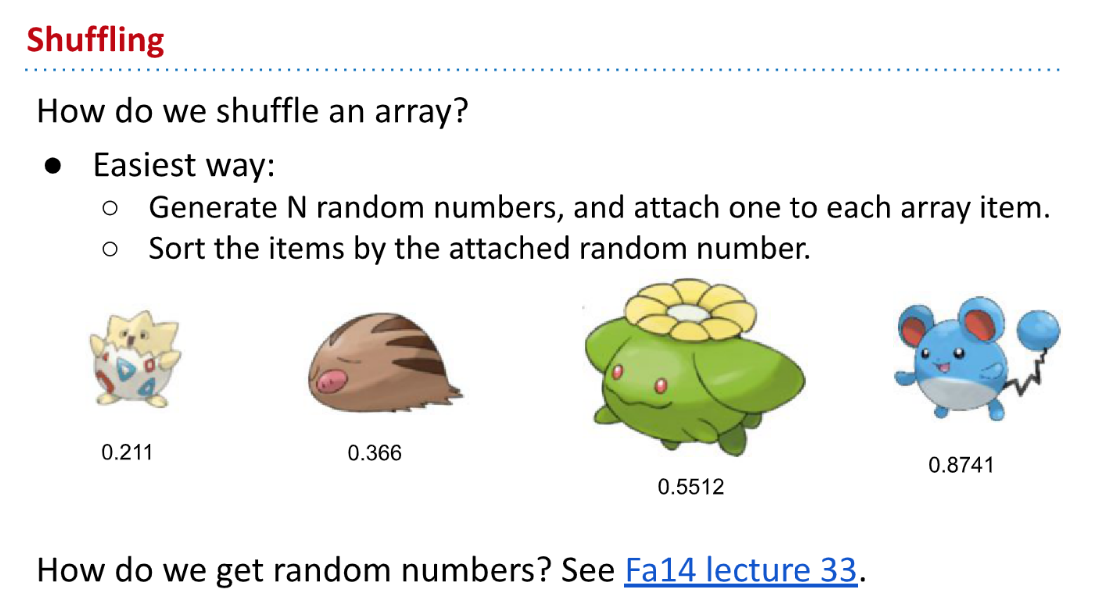 Shuffling
How do we shuffle an array?
● Easiest way:
○ Generate N random numbers, and attach one to each array item.
○ Sort the items by the attached random number.
0.211
0.366
0.5512
0.8741
How do we get random numbers? See Fa14 lecture 33.